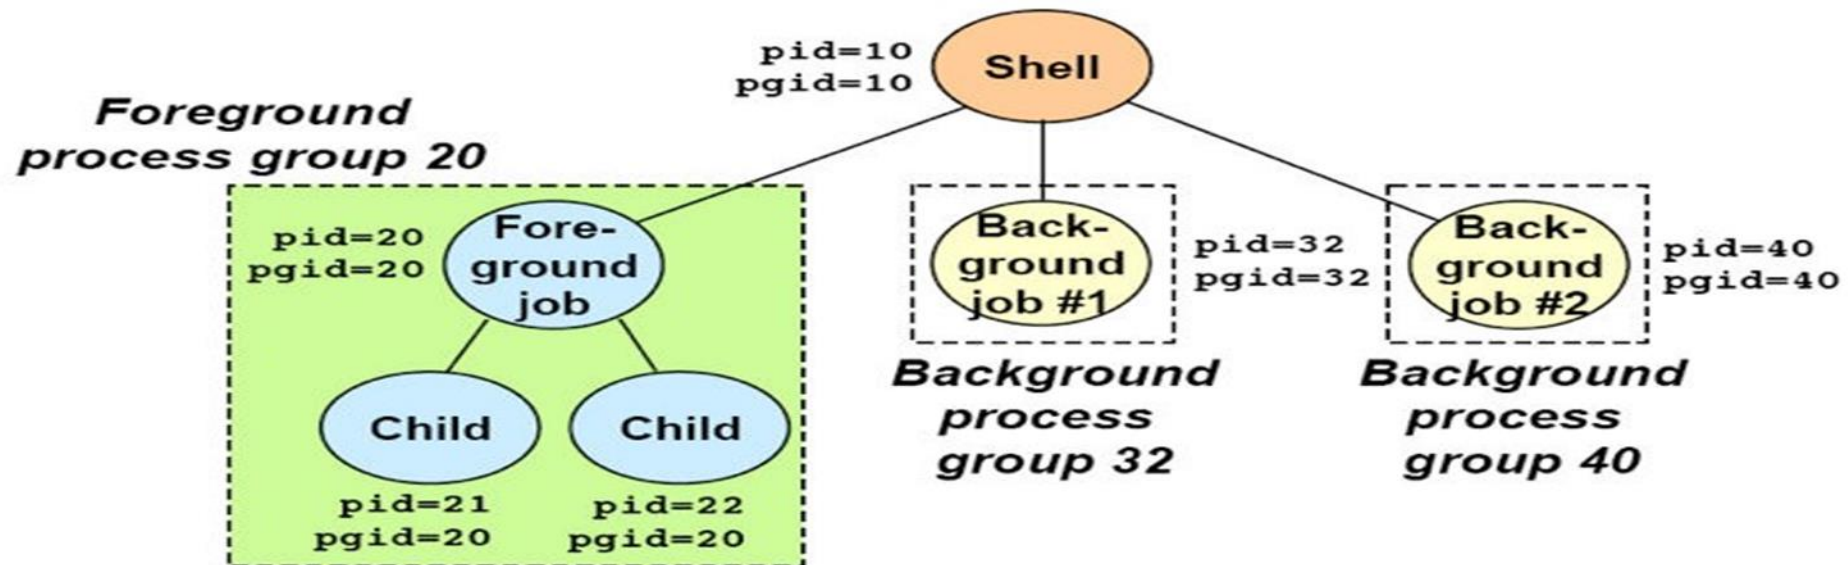 pid=10
pgid=10
Shell
Foreground
process group 20
pid=20
pgid=20
Fore-
ground
job
Back-
ground
job #1
pid=32
pgid=32
Back-
ground
job #2
pid=40
pgid=40
Child
Child
pid=21
pgid=20
pid=22
pgid=20
Background
process
group 32
Background
process
group 40